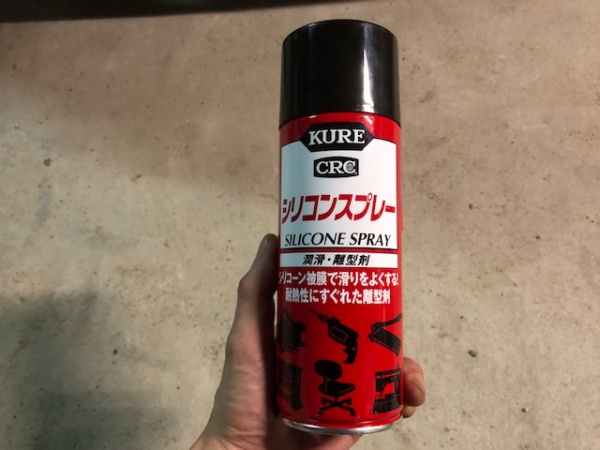 KURE
CRC
シリコンスプレー
SILICONE SPRAY
潤滑・離型剤
シリコーン被膜で滑りをよくする!
耐熱性にすぐれた離型剤